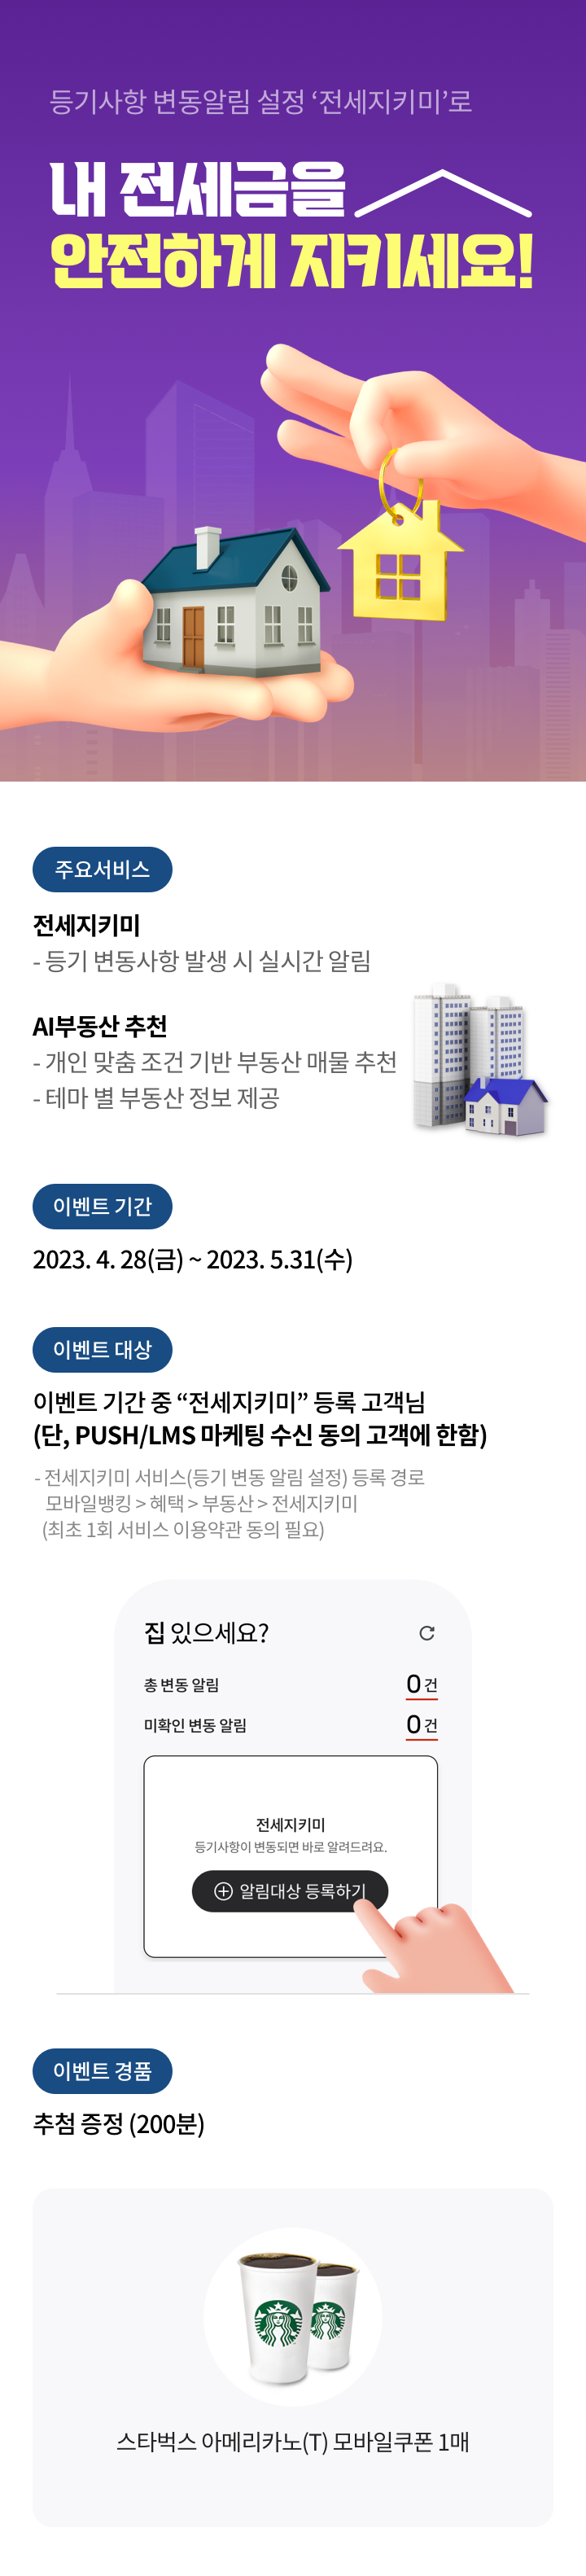 등기사항 변동알림 설정 ‘전세지키미’로
내 전세금을
안전하게 지키세요!
주요서비스
전세지키미
- 등기 변동사항 발생 시 실시간 알림
AI부동산 추천
- 개인 맞춤 조건 기반 부동산 매물 추천
- 테마 별 부동산 정보 제공
이벤트 기간
2023. 4. 28(금) ~ 2023. 5.31(수)
이벤트 대상
이벤트 기간 중 “전세지키미” 등록 고객님
(단, PUSH/LMS 마케팅 수신 동의 고객에 한함)
- 전세지키미 서비스(등기 변동 알림 설정) 등록 경로
모바일뱅킹 > 혜택 > 부동산 > 전세지키미
(최초 1회 서비스 이용약관 동의 필요)
집 있으세요?
총 변동 알림 0 건
미확인 변동 알림 0 건
전세지키미
등기사항이 변동되면 바로 알려드려요.
알림대상 등록하기
이벤트 경품
추첨 증정 (200분)
스타벅스 아메리카노(T) 모바일쿠폰 1매